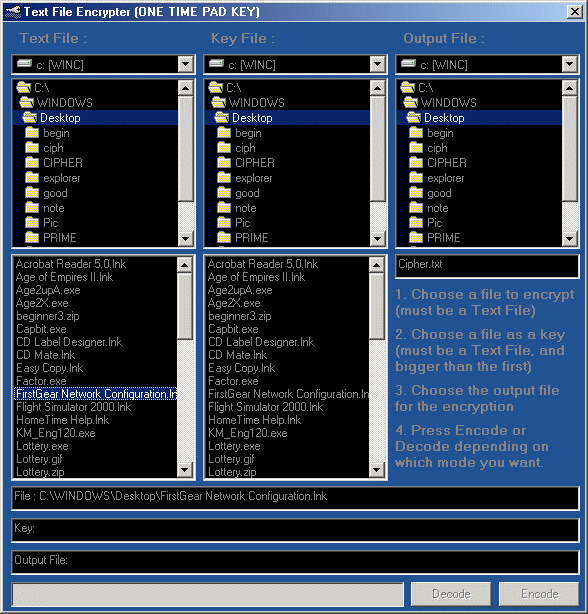 Text File Encrypter (ONE TIME PAD KEY)
Text File :
Key File :
Output File :
c: [WINC]
c: [WINC]
c: [WINC]
C:\
WINDOWS
Desktop
begin
ciph
CIPHER
explorer
good
note
Pic
PRIME
C:\
WINDOWS
Desktop
begin
ciph
CIPHER
explorer
good
note
Pic
PRIME
C:\
WINDOWS
Desktop
begin
ciph
CIPHER
explorer
good
note
Pic
PRIME
Acrobat Reader 5.0.lnk
Age of Empires II.lnk
Age2upA.exe
Age2X.exe
beginner3.zip
Capbit.exe
CD Label Designer.lnk
CD Mate.lnk
Easy Copy.lnk
Factor.exe
FirstGear Network Configuration.ln
Flight Simulator 2000.lnk
HomeTime Help.lnk
KM_Eng120.exe
Lottery.exe
Lottery.gif
Lottery.zip
Acrobat Reader 5.0.lnk
Age of Empires II.lnk
Age2upA.exe
Age2X.exe
beginner3.zip
Capbit.exe
CD Label Designer.lnk
CD Mate.lnk
Easy Copy.lnk
Factor.exe
FirstGear Network Configuration.ln
Flight Simulator 2000.lnk
HomeTime Help.lnk
KM_Eng120.exe
Lottery.exe
Lottery.gif
Lottery.zip
Cipher.txt
1. Choose a file to encrypt
(must be a Text File)
2. Choose a file as a key
(must be a Text File, and
bigger than the first)
3. Choose the output file
for the encryption
4. Press Encode or
Decode depending on
which mode you want.
File : C:\WINDOWS\Desktop\FirstGear Network Configuration.lnk
Key:
Output File:
Decode
Encode